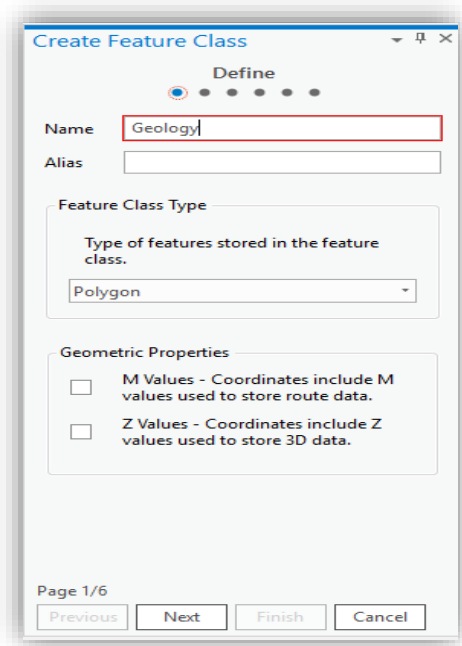 Create Feature Class
Define
Name Geology
Alias
Feature Class Type
Type of features stored in the feature
class.
Polygon
Geometric Properties
M Values - Coordinates include M
values used to store route data.
Z Values - Coordinates include Z
values used to store 3D data.
Page 1/6
Previous Next Finish Cancel